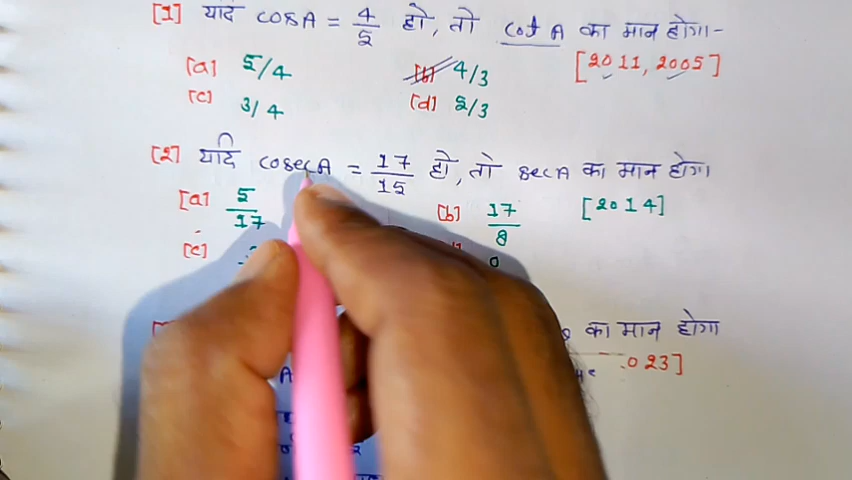 [1] यदि cosA = 4/5 हो, तो cot A का मान होगा-
[a] 5/4 [b] 4/3 [2011, 2005]
[c] 3/4 [d] 5/3
[2] यदि cosecA = 17/15 हो, तो secA का मान होगा
[a] 5/17 [b] 17/8 [2014]
[c]
का मान होगा
023]